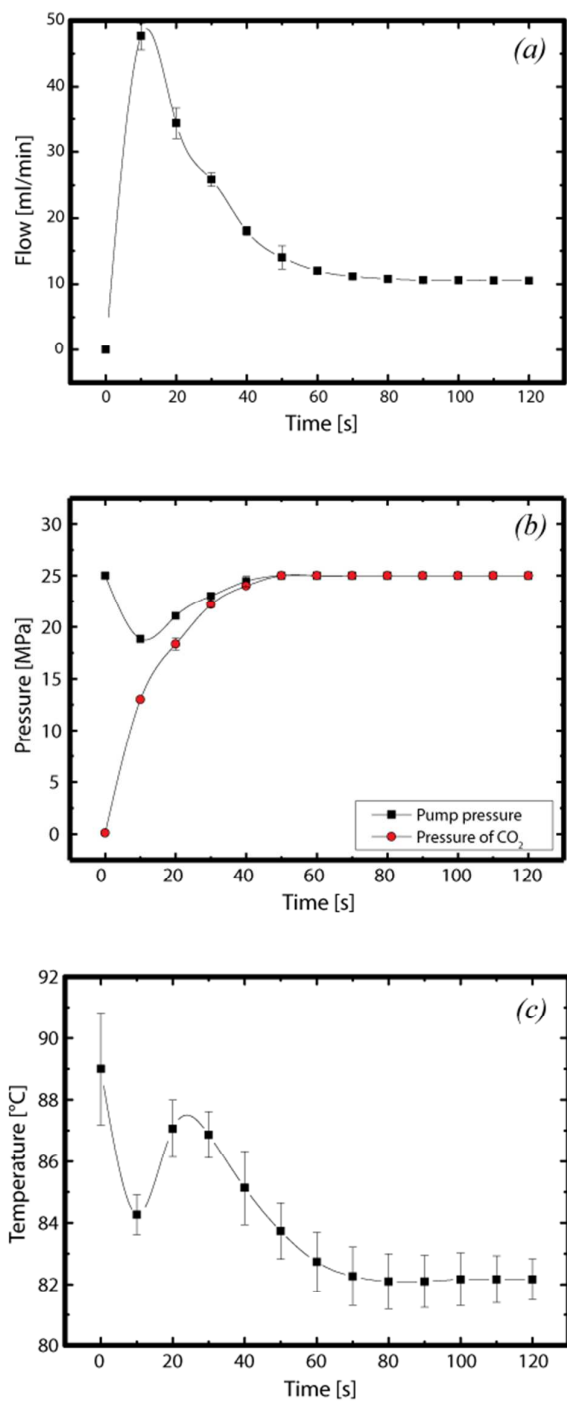 (a)
50
40
30
20
10
0
Flow [ml/min]
0 20 40 60 80 100 120
Time [s]
(b)
30
25
20
15
10
5
0
Pressure [MPa]
Pump pressure
Pressure of CO₂
0 20 40 60 80 100 120
Time [s]
(c)
92
90
88
86
84
82
80
Temperature [°C]
0 20 40 60 80 100 120
Time [s]